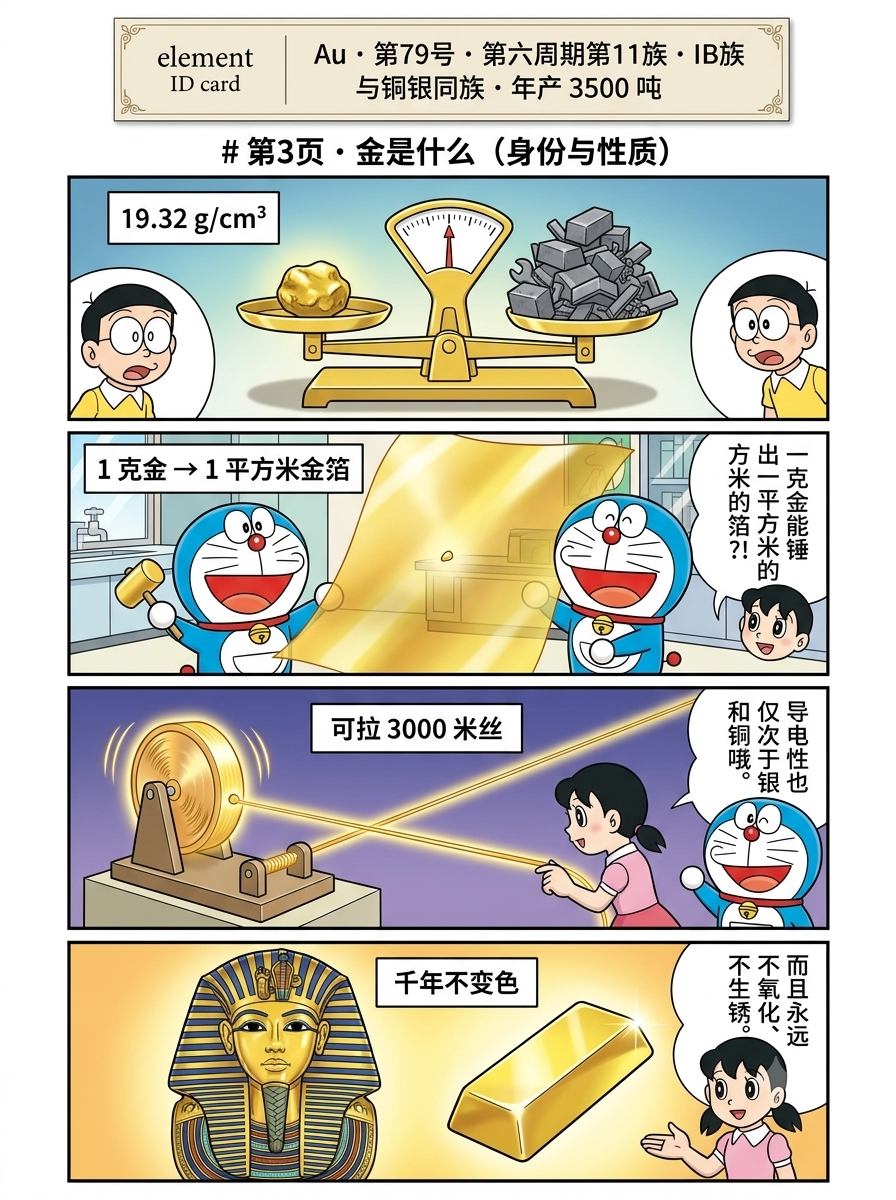 element
ID card
Au · 第79号 · 第六周期第11族 · IB族
与铜银同族 · 年产 3500 吨
# 第3页 · 金是什么（身份与性质）
19.32 g/cm³
1 克金 → 1 平方米金箔
一克金能锤
出一平方米的
方米的箔?!
可拉 3000 米丝
导电性也
仅次于银
和铜哦。
千年不变色
而且永远
不氧化、
不生锈。